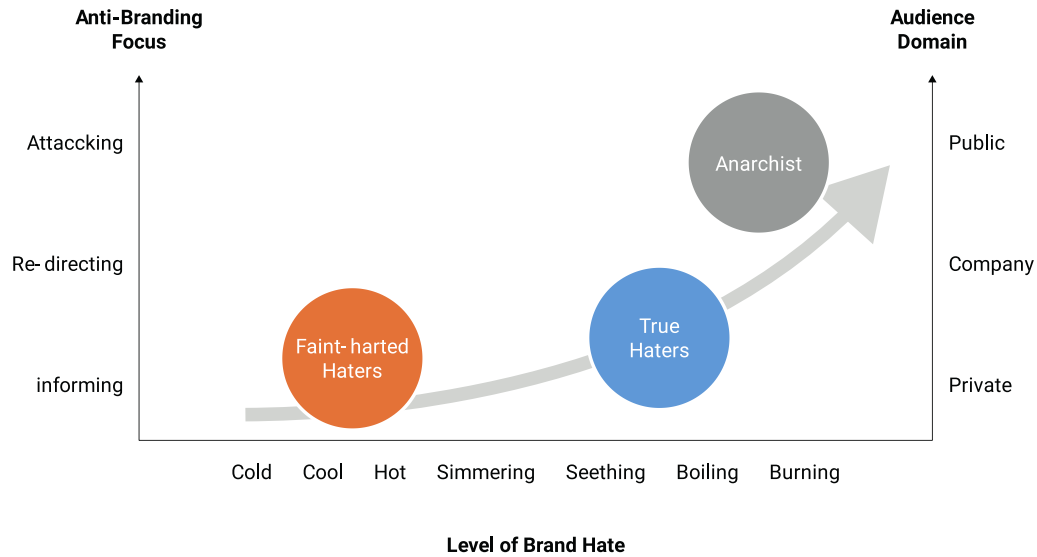 Anti-Branding
Focus
Audience
Domain
Attaccking
Public
Anarchist
Re-directing
Company
Faint-harted
Haters
True
Haters
informing
Private
Cold Cool Hot Simmering Seething Boiling Burning
Level of Brand Hate